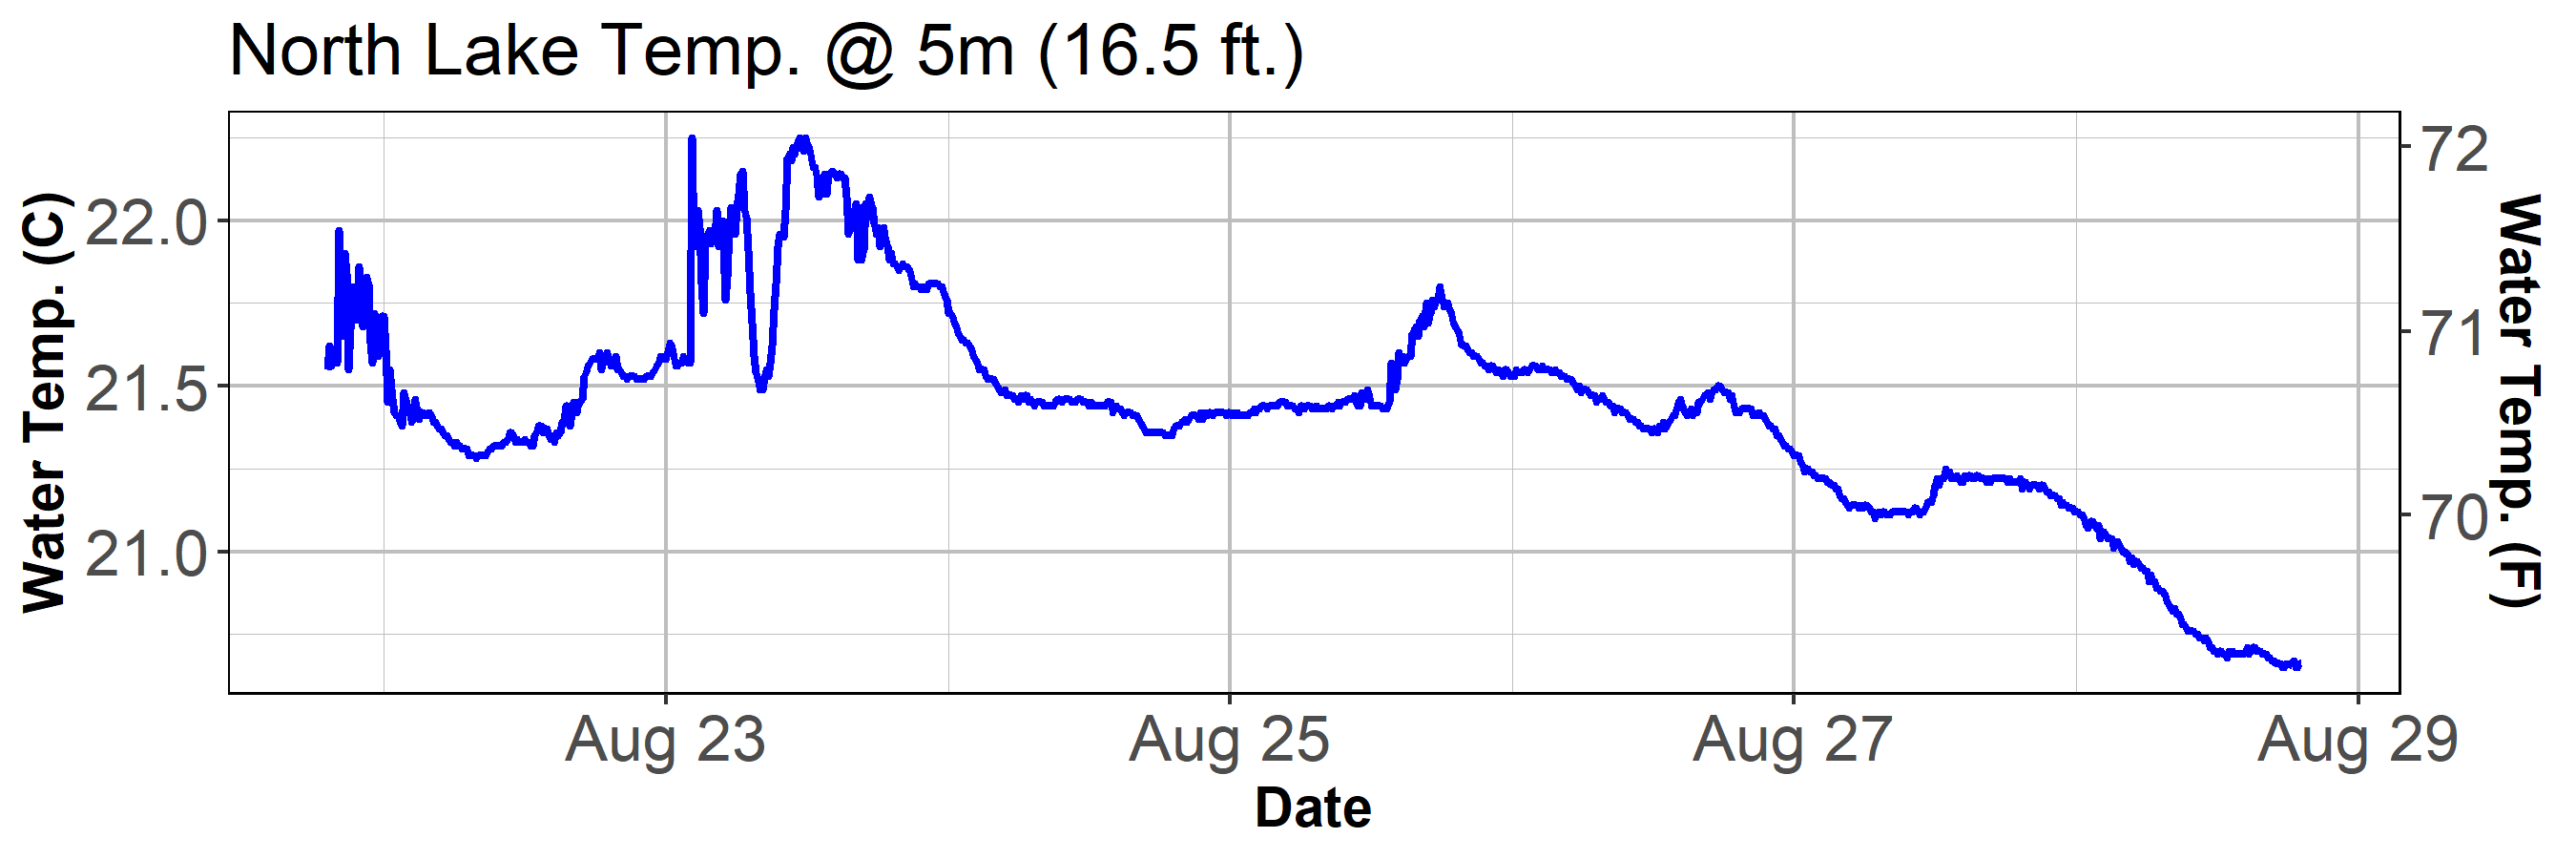 North Lake Temp. @ 5m (16.5 ft.)
Water Temp. (C)
22.0
21.5
21.0
72
71
70
Water Temp. (F)
Aug 23
Aug 25
Aug 27
Aug 29
Date